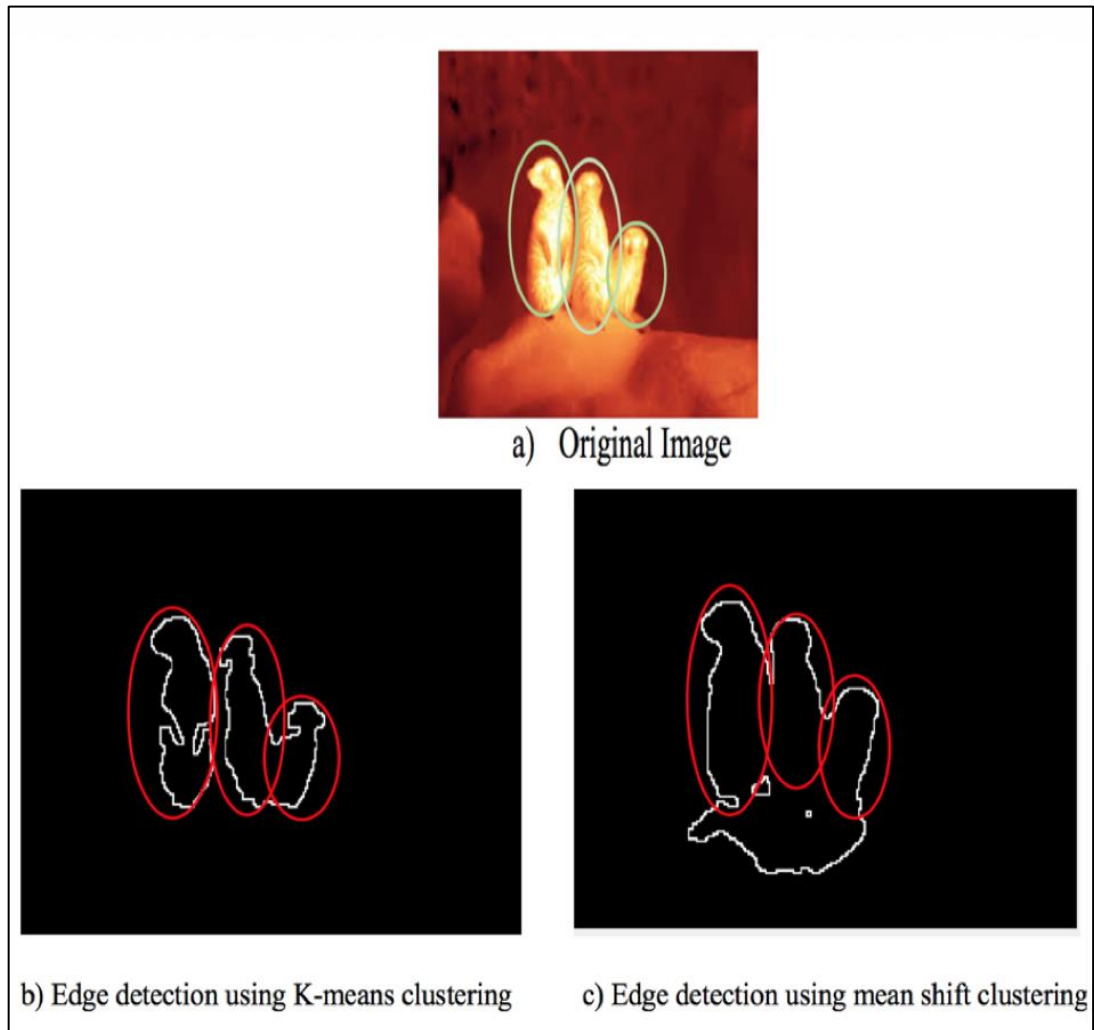 a) Original Image
b) Edge detection using K-means clustering
c) Edge detection using mean shift clustering